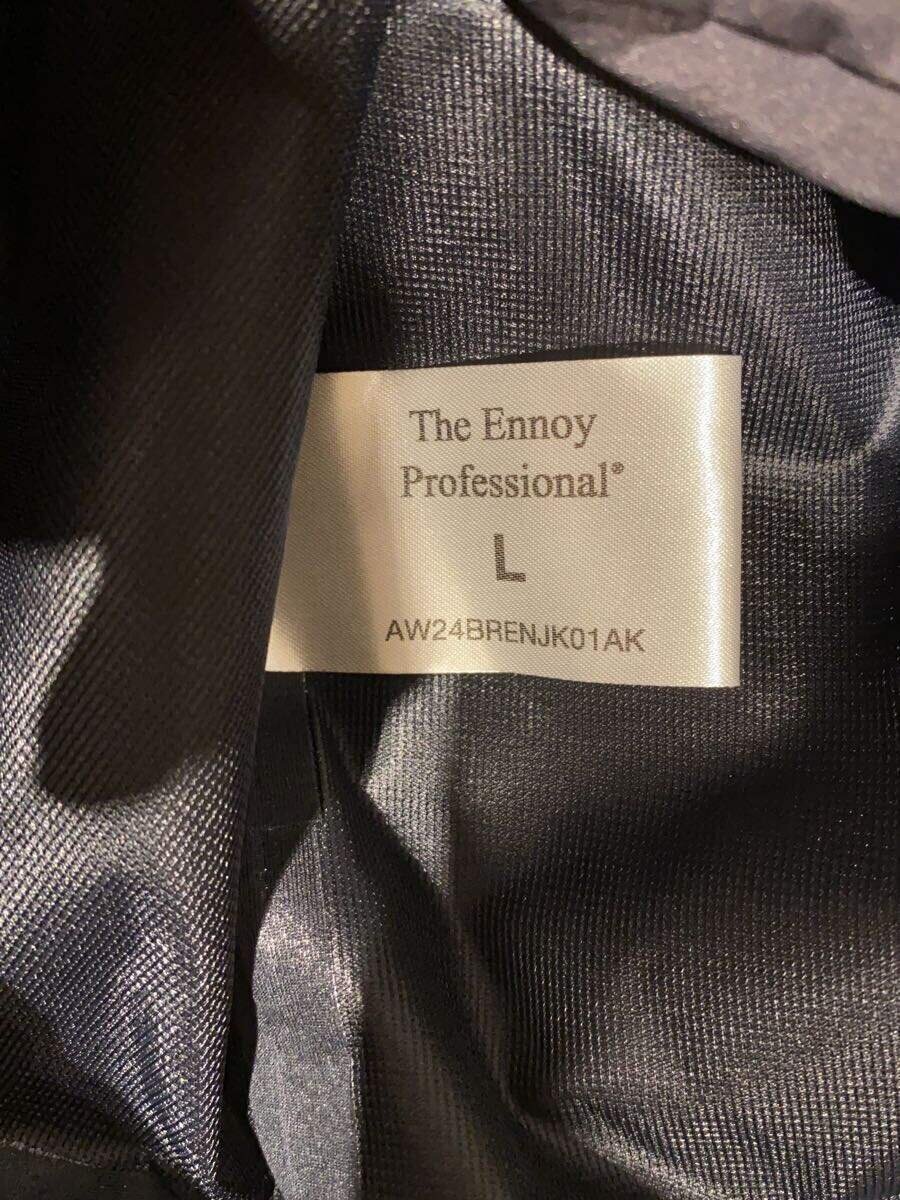 The Ennoy
Professional®
L
AW24BRENJK01AK